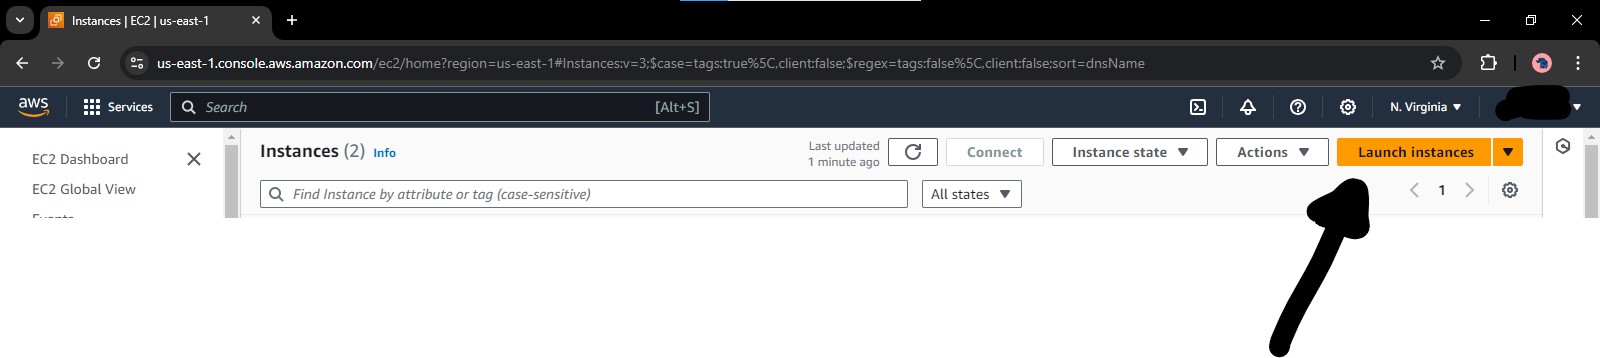 Instances | EC2 | us-east-1
us-east-1.console.aws.amazon.com/ec2/home?region=us-east-1#Instances:v=3;$case=tags:true%5C,client:false;$regex=tags:false%5C,client:false;sort=dnsName
aws Services Search [Alt+S] N. Virginia
EC2 Dashboard
EC2 Global View
Events
Instances (2) Info
Last updated
1 minute ago
Connect Instance state Actions Launch instances
Find Instance by attribute or tag (case-sensitive) All states 1